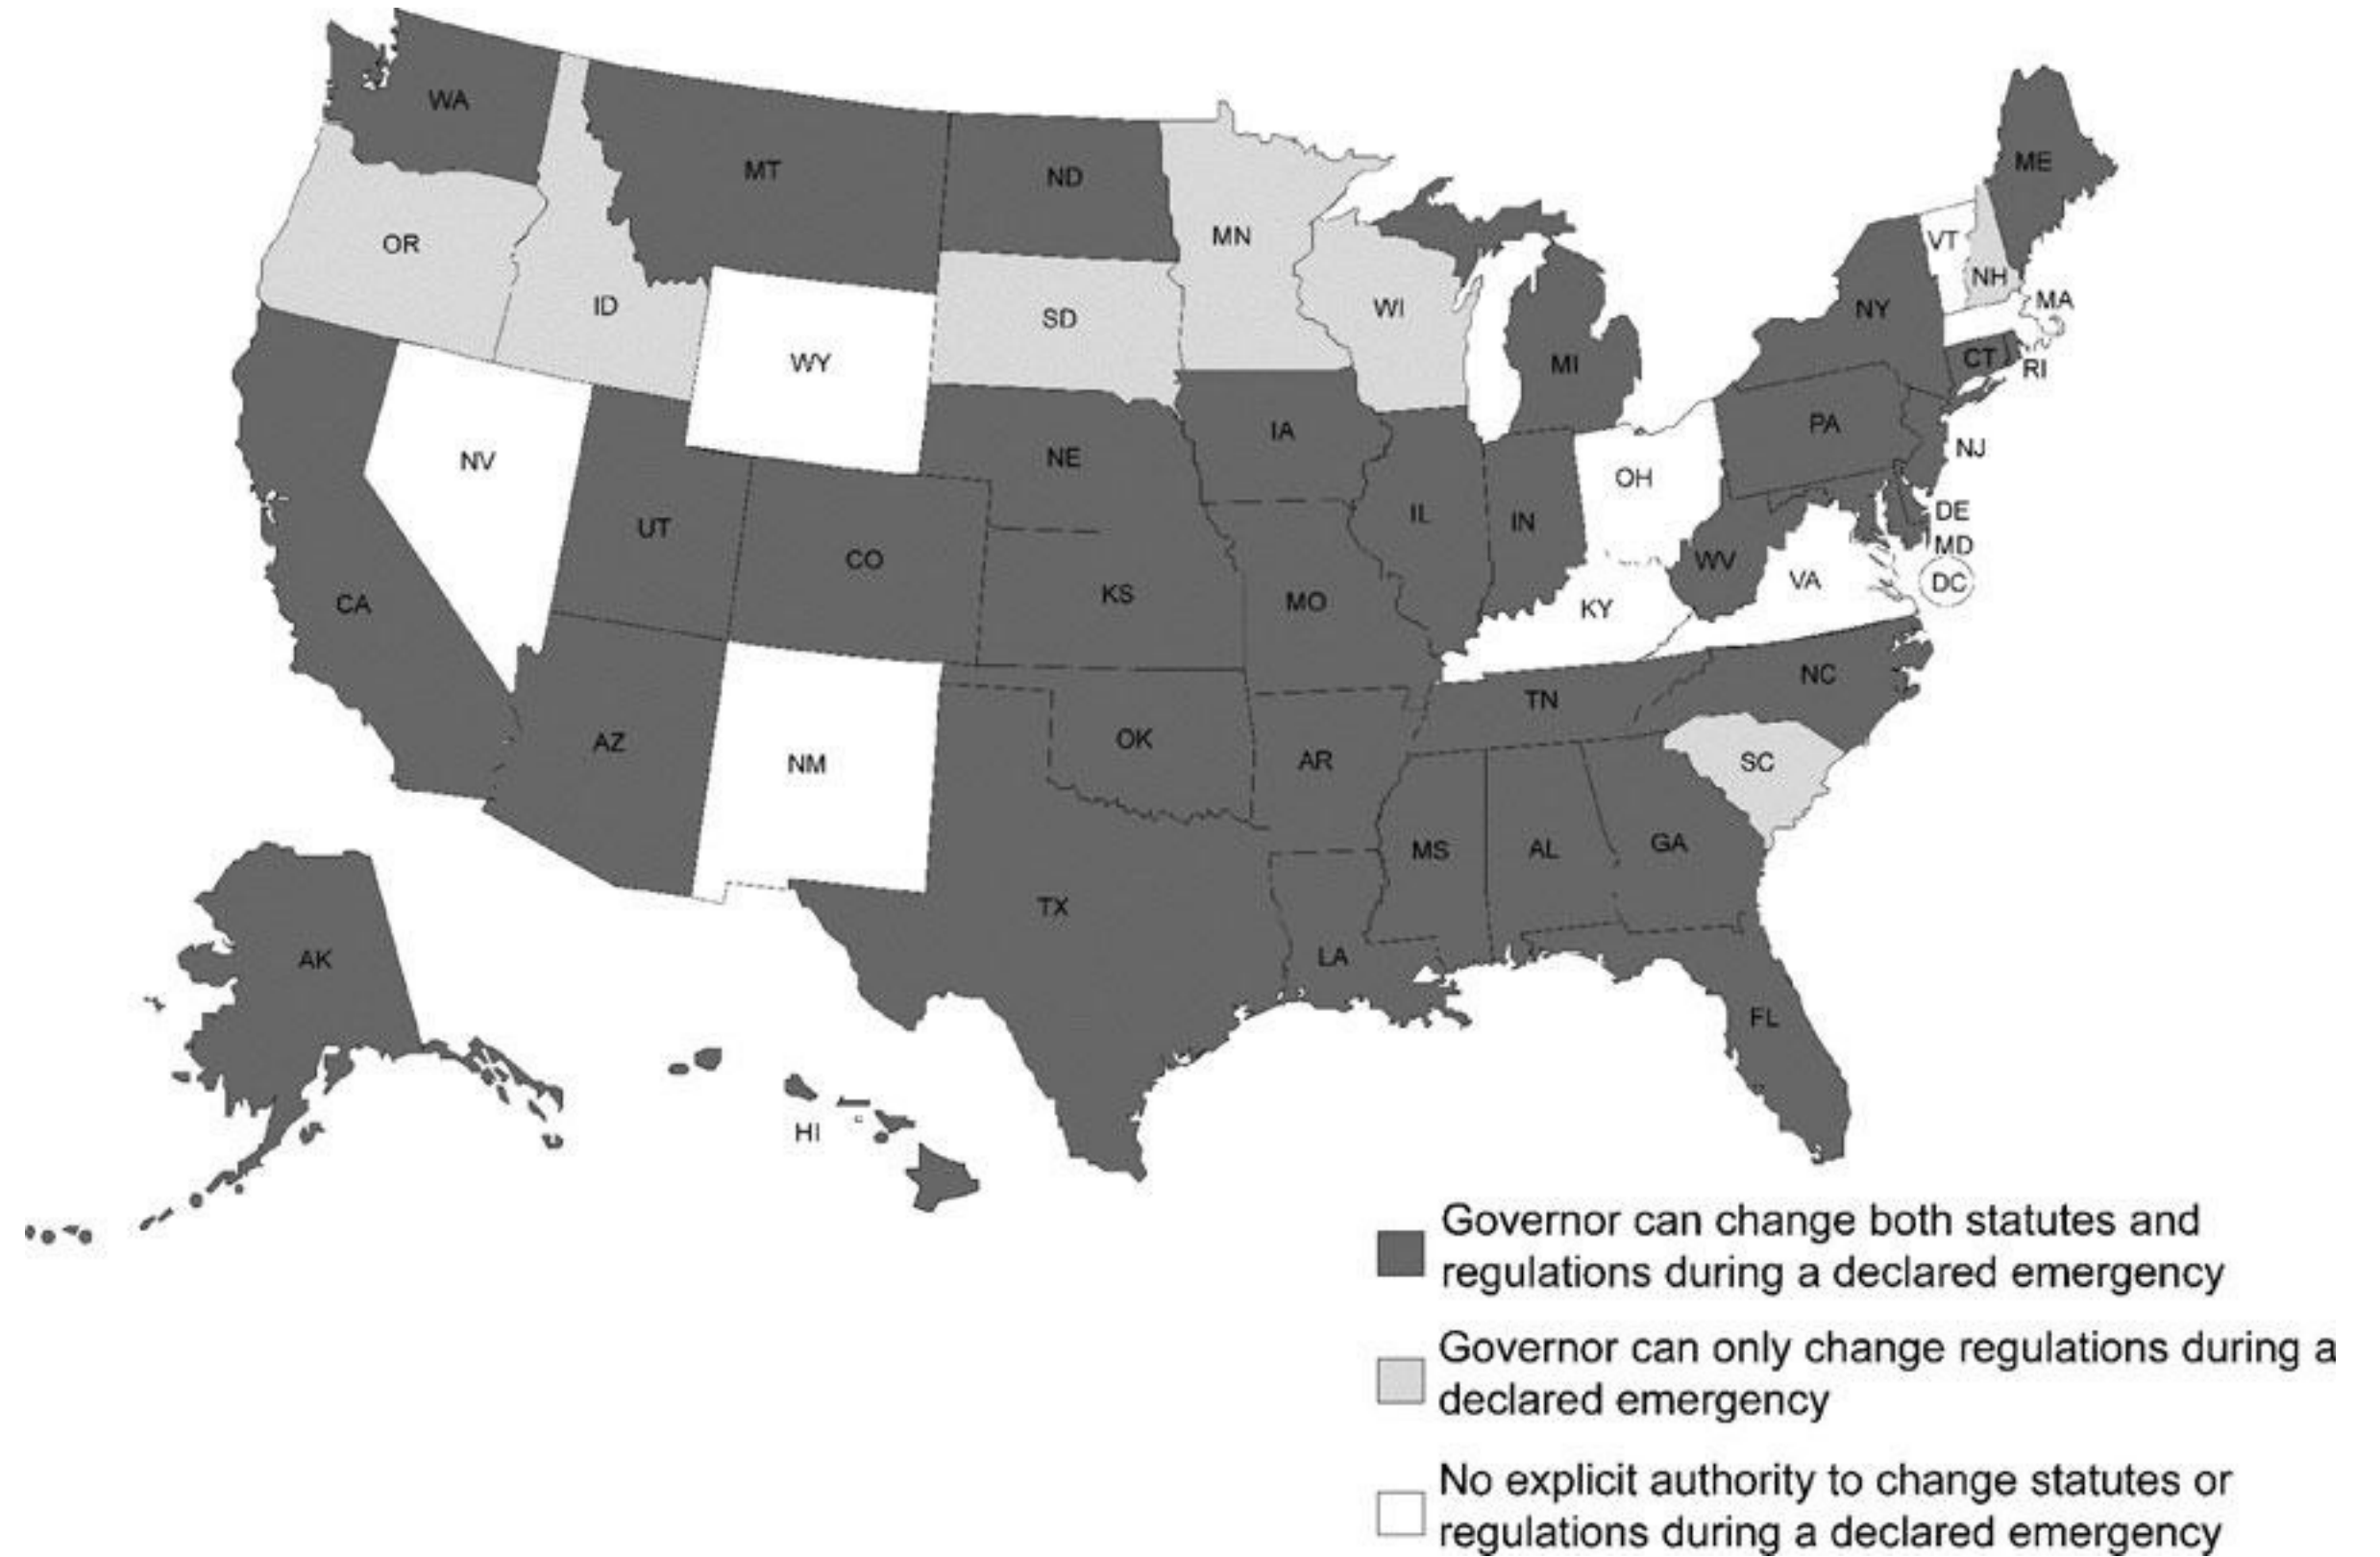 WA
MT
ND
ME
OR
MN
VT
ID
NH
SD
WI
NY
MA
WY
MI
CT
RI
PA
IA
NV
NE
NJ
OH
UT
IL
IN
DE
CO
WV
MD
KS
MO
VA
DC
CA
KY
NC
TN
AZ
OK
NM
AR
SC
MS
AL
GA
TX
LA
AK
FL
HI
Governor can change both statutes and
regulations during a declared emergency
Governor can only change regulations during a
declared emergency
No explicit authority to change statutes or
regulations during a declared emergency